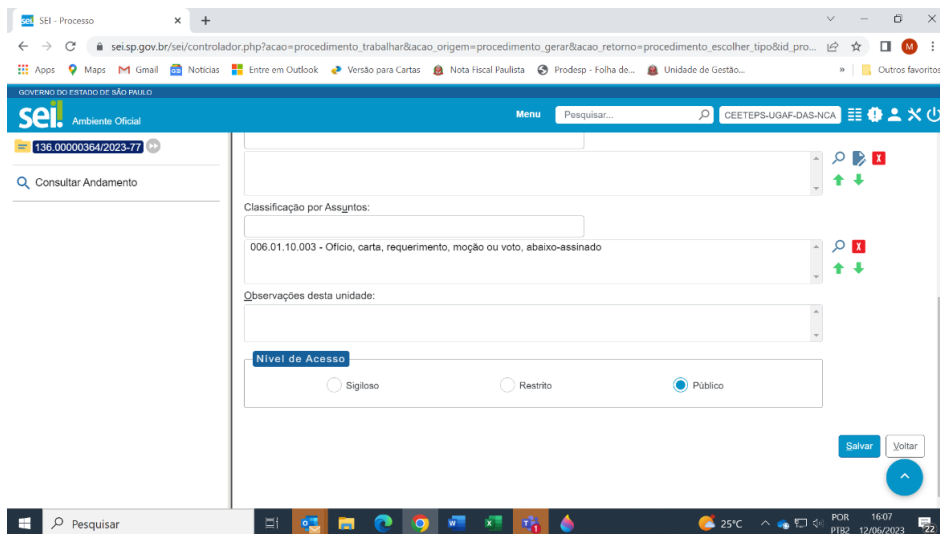 SEI - Processo
sei.sp.gov.br/sei/controlador.php?acao=procedimento_trabalhar&acao_origem=procedimento_gerar&acao_retorno=procedimento_escolher_tipo&id_pro...
Apps Maps Gmail Noticias Entre em Outlook Versão para Cartas Nota Fiscal Paulista Prodesp - Folha de... Unidade de Gestão... » Outros favoritos
GOVERNO DO ESTADO DE SÃO PAULO
sei! Ambiente Oficial Menu Pesquisar... CEETEPS-UGAF-DAS-NCA
136.00000364/2023-77
Consultar Andamento
Classificação por Assuntos:
006.01.10.003 - Ofício, carta, requerimento, moção ou voto, abaixo-assinado
Observações desta unidade:
Nível de Acesso
Sigiloso Restrito Público
Salvar Voltar
Pesquisar 25°C POR 16:07
PTB2 12/06/2023 22